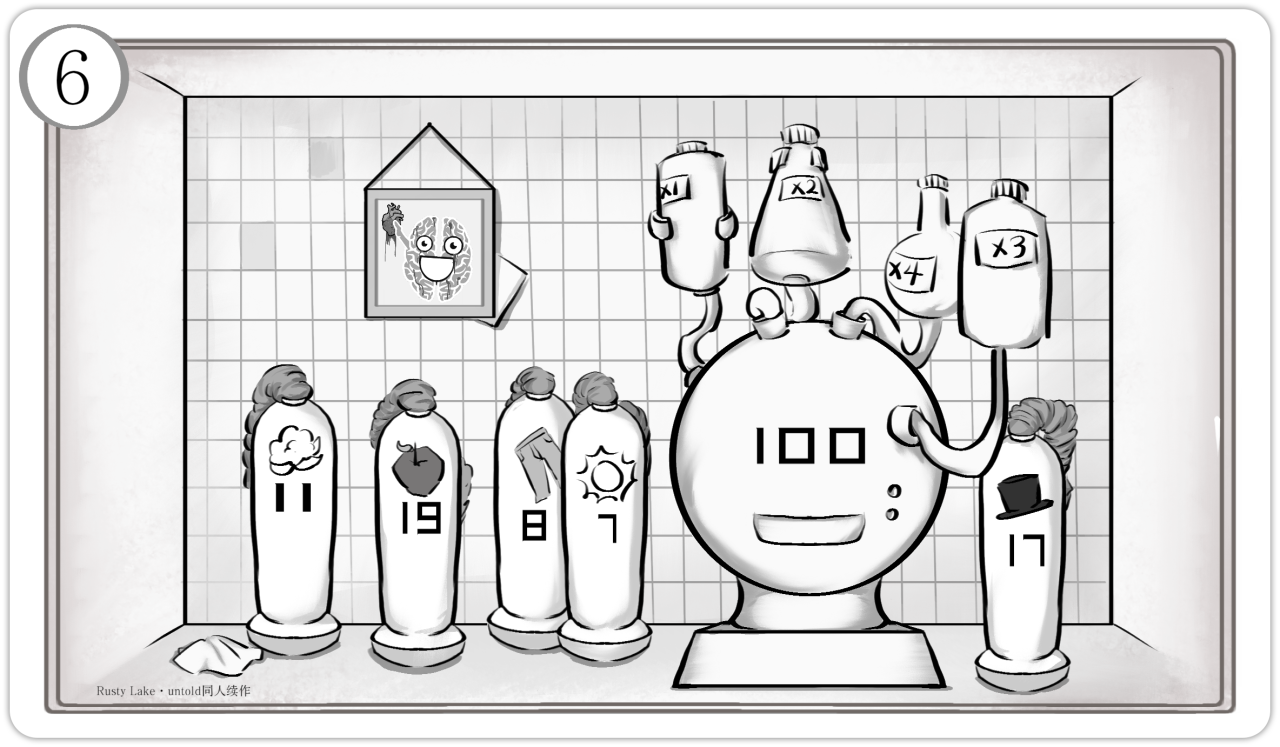 6
x1
x2
x4
x3
100
11
19
8
7
17
Rusty Lake · untold同人续作